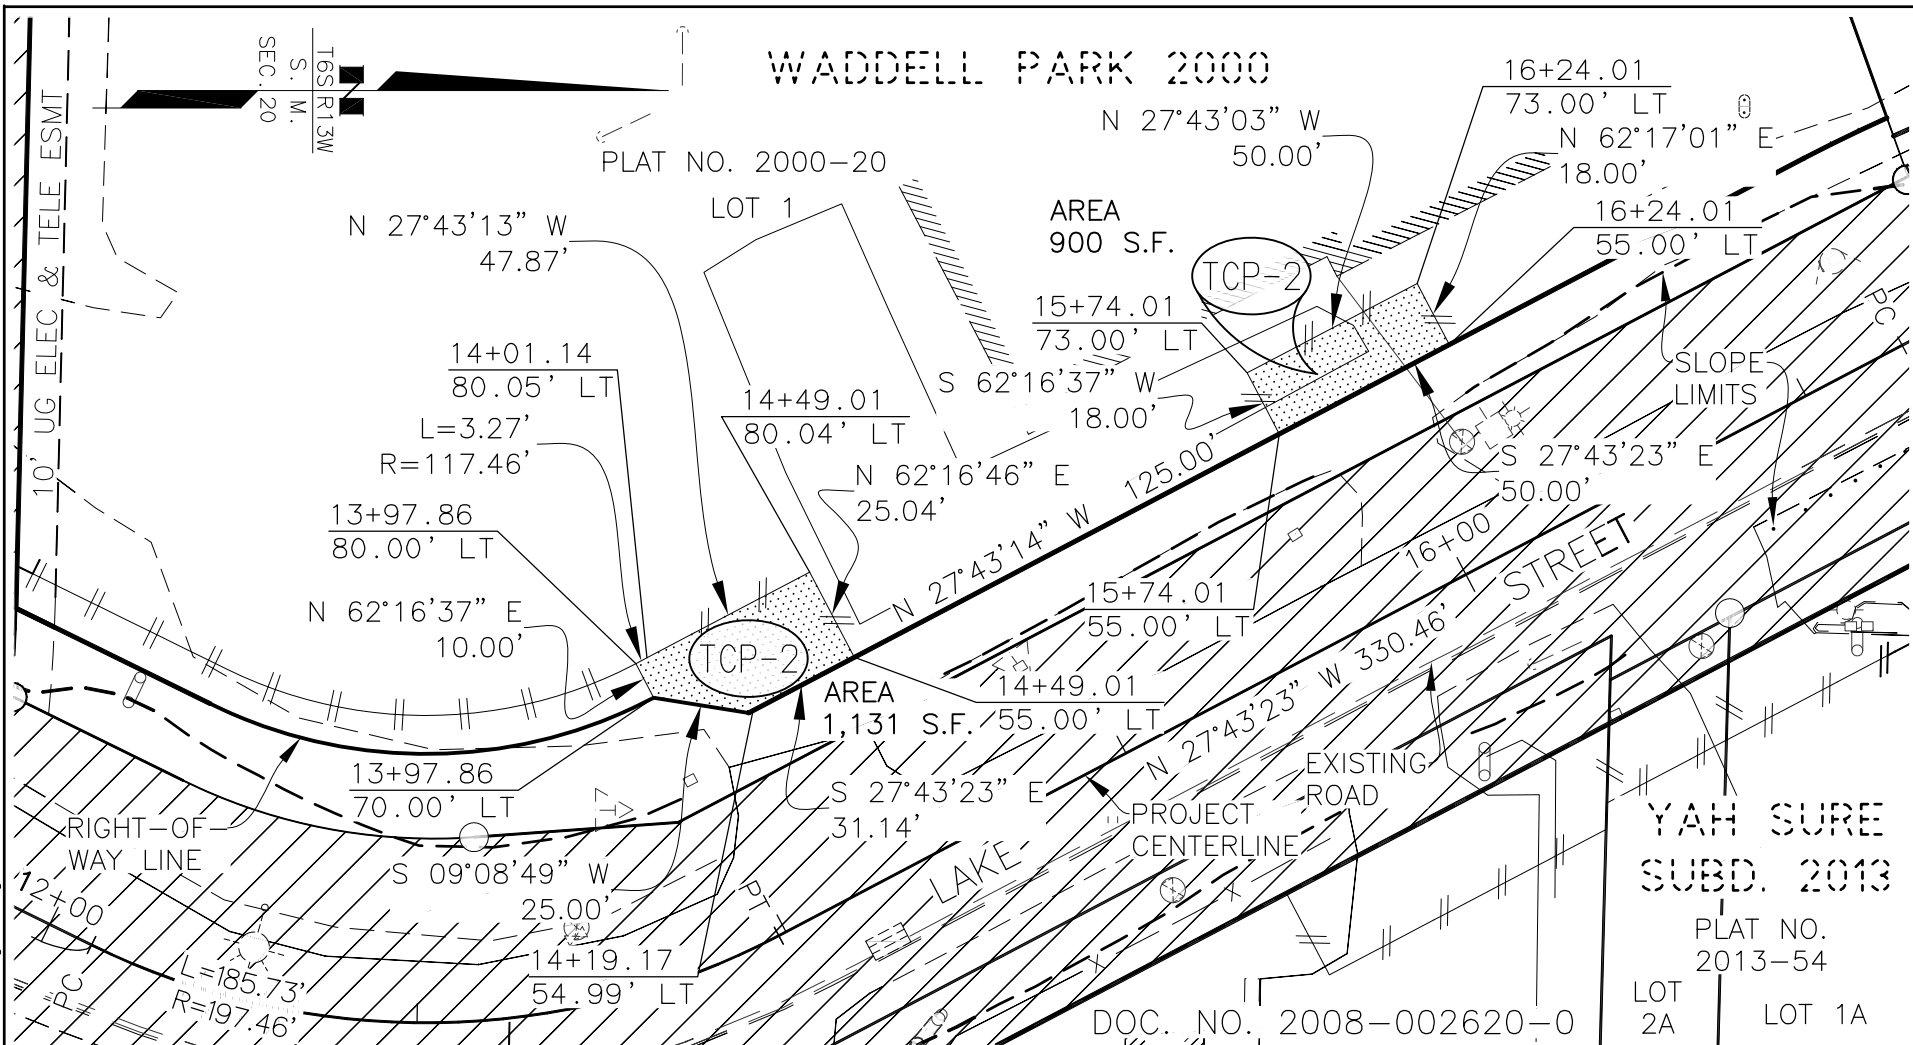 WADDELL PARK 2000
T6S R13W
S. M.
SEC. 20
N
10' UG ELEC & TELE ESMT
PLAT NO. 2000-20
LOT 1
N 27°43'13" W
47.87'
N 27°43'03" W
50.00'
16+24.01
73.00' LT
N 62°17'01" E
18.00'
AREA
900 S.F.
TCP-2
16+24.01
55.00' LT
15+74.01
73.00' LT
S 62°16'37" W
18.00'
14+01.14
80.05' LT
14+49.01
80.04' LT
L=3.27'
R=117.46'
N 62°16'46" E
25.04'
13+97.86
80.00' LT
N 62°16'37" E
10.00'
N 27°43'14" W 125.00'
SLOPE
LIMITS
PC
S 27°43'23" E
50.00'
16+00
15+74.01
55.00' LT
TCP-2
AREA
1,131 S.F.
14+49.01
55.00' LT
N 27°43'23" W 330.46'
LAKE STREET
13+97.86
70.00' LT
S 27°43'23" E
31.14'
EXISTING
ROAD
PROJECT
CENTERLINE
RIGHT-OF-
WAY LINE
S 09°08'49" W
25.00'
PT
12+00
PC
L=185.73'
R=197.46'
14+19.17
54.99' LT
YAH SURE
SUBD. 2013
PLAT NO.
2013-54
LOT
2A
LOT 1A
DOC. NO. 2008-002620-0